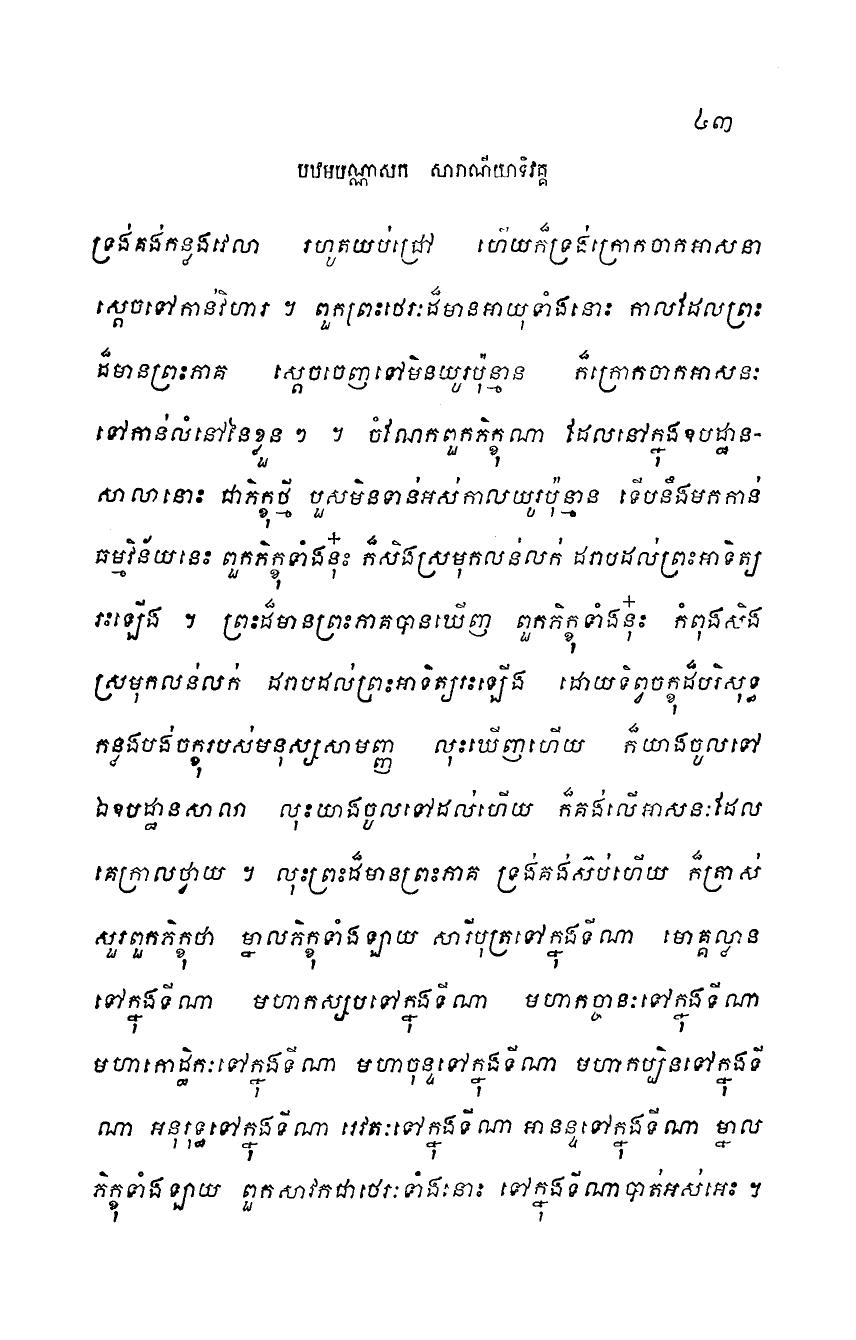 ៤៣
បឋមបណ្ណាសក សារាណីយាទិវគ្គ
ទ្រង់គង់កន្លងវេលា រហូតយប់ជ្រៅ ហើយក៏ទ្រង់ក្រោកចាកអាសនា
ស្តេចទៅកាន់វិហារ ។ ពួកព្រះថេរៈដ៏មានអាយុទាំងនោះ កាលដែលព្រះ
ដ៏មានព្រះភាគ ស្តេចចេញទៅមិនយូរប៉ុន្មាន ក៏ក្រោកចាកអាសនៈ
ទៅកាន់លំនៅនៃខ្លួន ៗ ។ ចំណែកពួកភិក្ខុណា ដែលនៅក្នុងឧបដ្ឋាន-
សាលានោះ ជាភិក្ខុថ្មី បួសមិនទាន់អស់កាលយូរប៉ុន្មាន ទើបនឹងមកកាន់
ធម្មវិន័យនេះ ពួកភិក្ខុទាំងនុ៎ះ ក៏សិងស្រមុកលន់លក់ ដរាបដល់ព្រះអាទិត្យ
រះឡើង ។ ព្រះដ៏មានព្រះភាគបានឃើញ ពួកភិក្ខុទាំងនុ៎ះ កំពុងសិង
ស្រមុកលន់លក់ ដរាបដល់ព្រះអាទិត្យរះឡើង ដោយទិព្វចក្ខុដ៏បរិសុទ្ធ
កន្លងបង់ចក្ខុរបស់មនុស្សសាមញ្ញ លុះឃើញហើយ ក៏យាងចូលទៅ
ឯឧបដ្ឋានសាលា លុះយាងចូលទៅដល់ហើយ ក៏គង់លើអាសនៈដែល
គេក្រាលថ្វាយ ។ លុះព្រះដ៏មានព្រះភាគ ទ្រង់គង់ស៊ប់ហើយ ក៏ត្រាស់
សួរពួកភិក្ខុថា ម្នាលភិក្ខុទាំងឡាយ សារីបុត្រទៅក្នុងទីណា មោគ្គល្លាន
ទៅក្នុងទីណា មហាកស្សបទៅក្នុងទីណា មហាកច្ចានៈទៅក្នុងទីណា
មហាកោដ្ឋិកៈទៅក្នុងទីណា មហាចុន្ទទៅក្នុងទីណា មហាកប្បិនទៅក្នុងទី
ណា អនុរុទ្ធទៅក្នុងទីណា រេវតៈទៅក្នុងទីណា អានន្ទទៅក្នុងទីណា ម្នាល
ភិក្ខុទាំងឡាយ ពួកសាវកជាថេរៈទាំងនោះ ទៅក្នុងទីណាបាត់អស់អេះ ។